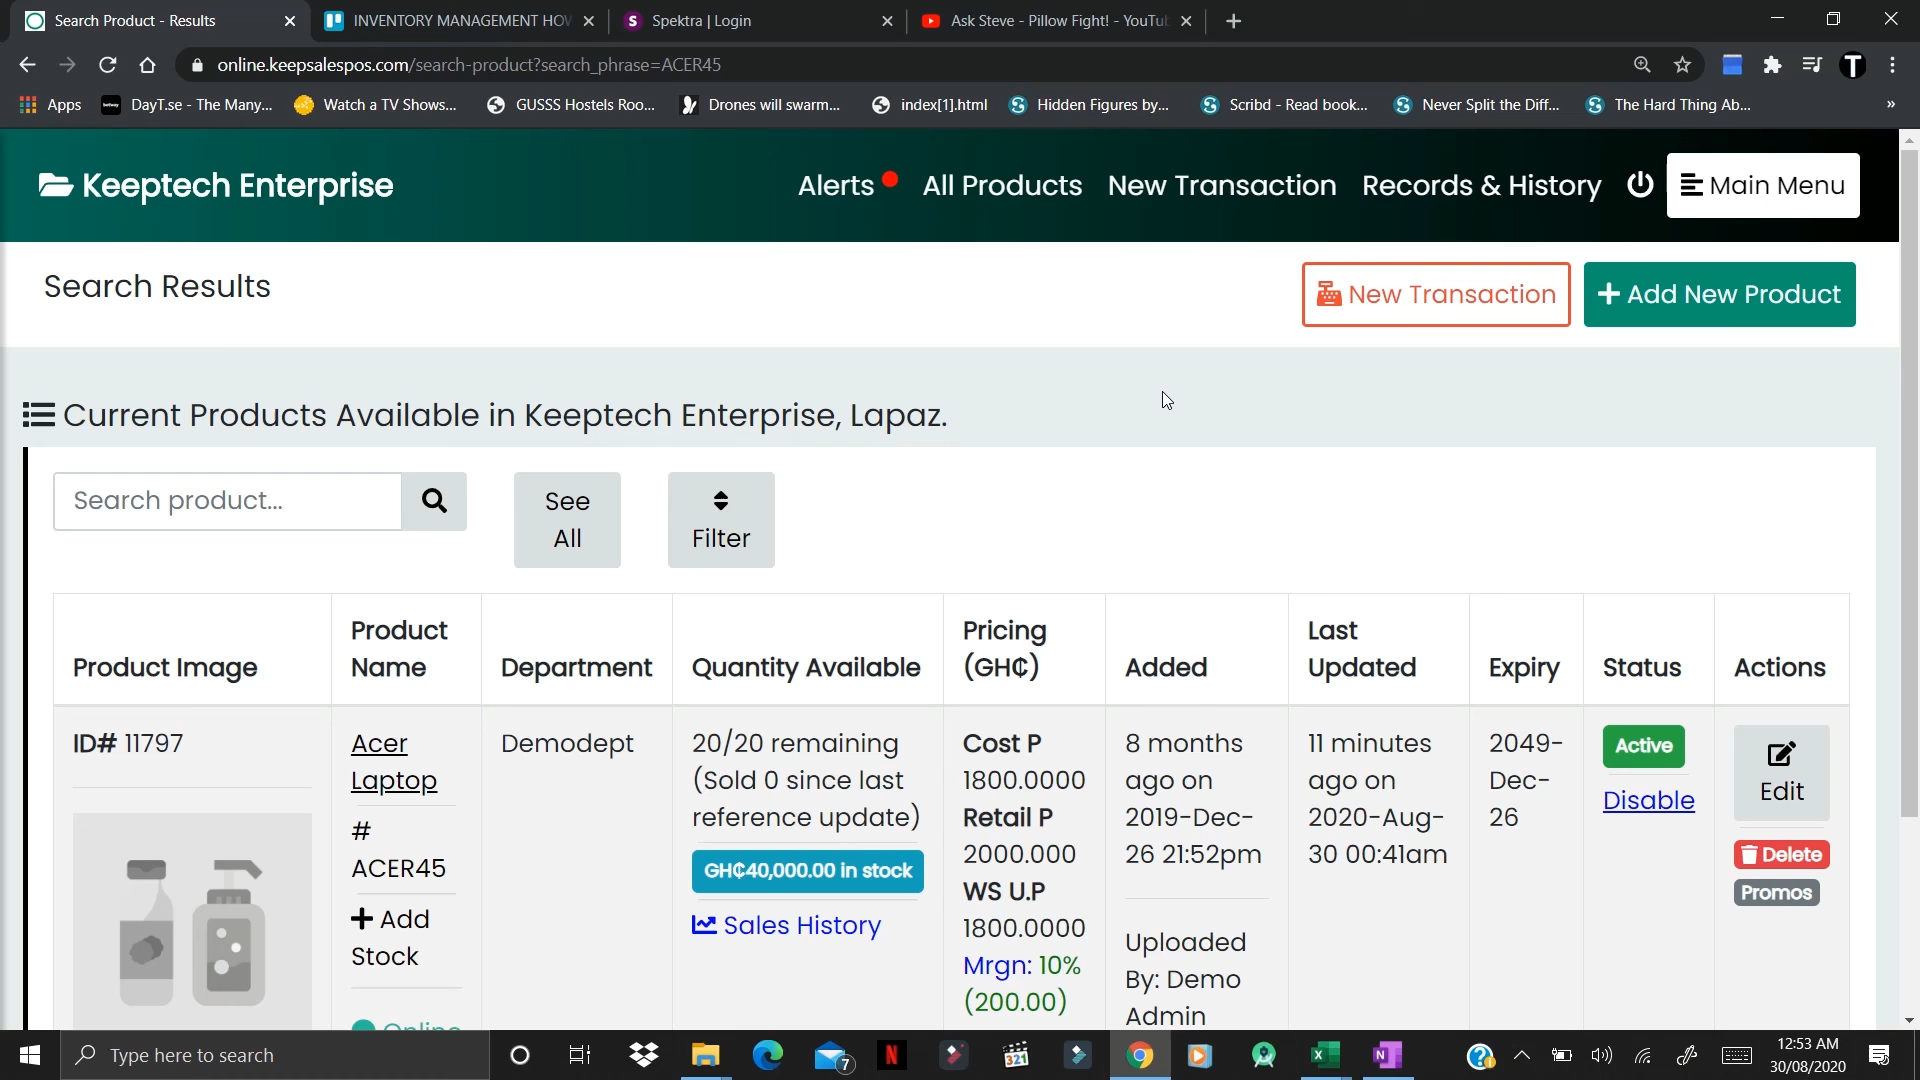 Search Product - Results
INVENTORY MANAGEMENT HOW
Spektra | Login
Ask Steve - Pillow Fight! - YouTu
online.keepsalespos.com/search-product?search_phrase=ACER45
Apps
DayT.se - The Many...
Watch a TV Shows...
GUSSS Hostels Roo...
Drones will swarm...
index[1].html
Hidden Figures by...
Scribd - Read book...
Never Split the Diff...
The Hard Thing Ab...
»
Keeptech Enterprise
Alerts
All Products
New Transaction
Records & History
Main Menu
Search Results
New Transaction
+ Add New Product
Current Products Available in Keeptech Enterprise, Lapaz.
Search product...
See
All
Filter
Product Image
Product
Name
Department
Quantity Available
Pricing
(GH₵)
Added
Last
Updated
Expiry
Status
Actions
ID# 11797
Acer
Laptop
#
ACER45
+ Add
Stock
Online
Demodept
20/20 remaining
(Sold 0 since last
reference update)
GH₵40,000.00 in stock
Sales History
Cost P
1800.0000
Retail P
2000.000
WS U.P
1800.0000
Mrgn: 10%
(200.00)
8 months
ago on
2019-Dec-
26 21:52pm
Uploaded
By: Demo
Admin
11 minutes
ago on
2020-Aug-
30 00:41am
2049-
Dec-
26
Active
Disable
Edit
Delete
Promos
Type here to search
7
321
12:53 AM
30/08/2020